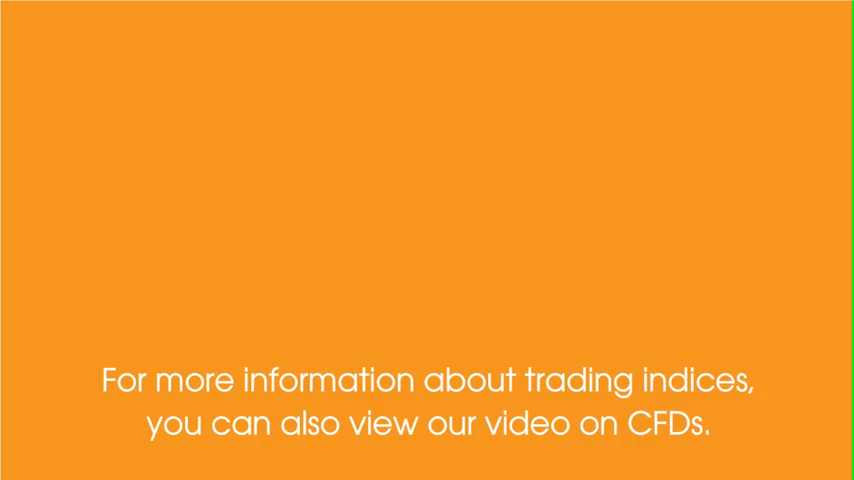 For more information about trading indices,
you can also view our video on CFDs.